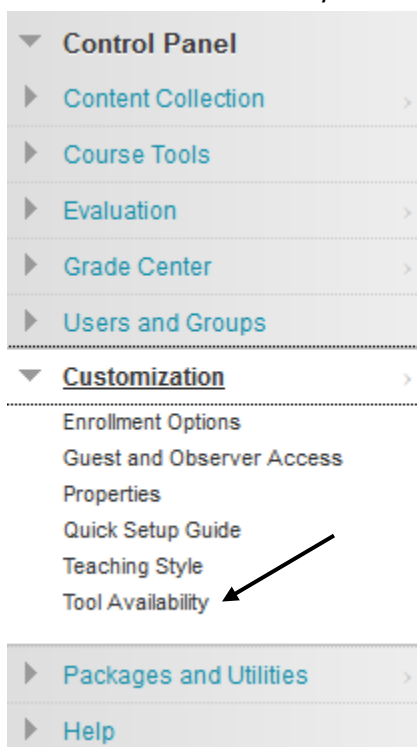 Control Panel
Content Collection
Course Tools
Evaluation
Grade Center
Users and Groups
Customization
Enrollment Options
Guest and Observer Access
Properties
Quick Setup Guide
Teaching Style
Tool Availability
Packages and Utilities
Help